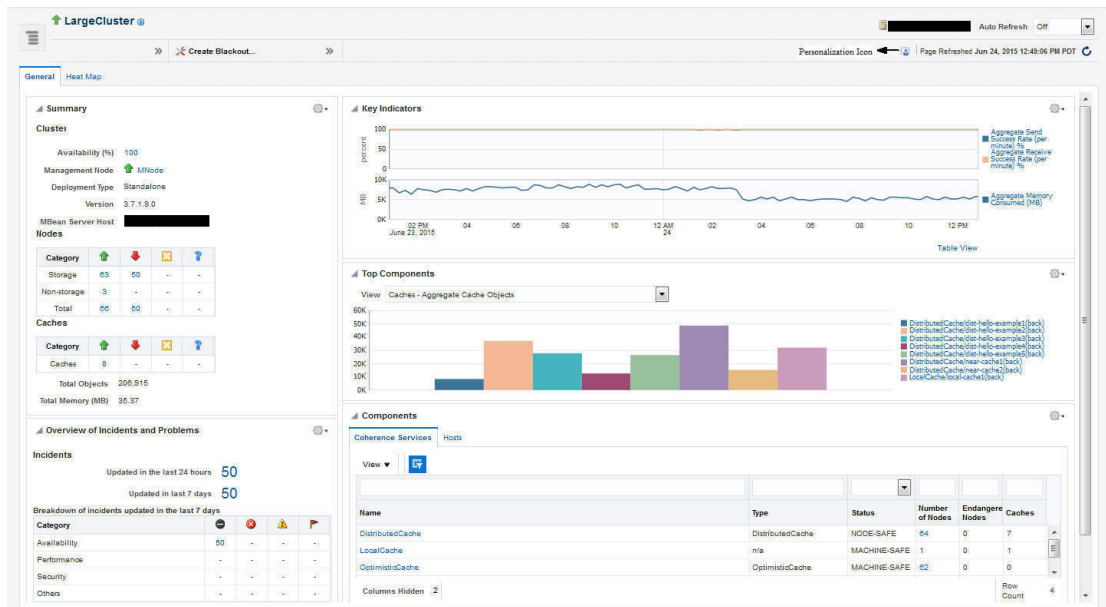 LargeCluster
Auto Refresh Off
Create Blackout...
Personalization Icon
Page Refreshed Jun 24, 2015 12:49:06 PM PDT
General Heat Map
Summary
Cluster
Availability (%) 100
Management Node MNode
Deployment Type Standalone
Version 3.7.1.9.0
MBean Server Host
Nodes
Category
Storage 63 50 - -
Non-storage 3 - - -
Total 66 50 - -
Caches
Category
Caches 8 - - -
Total Objects 206,915
Total Memory (MB) 35.37
Overview of Incidents and Problems
Incidents
Updated in the last 24 hours 50
Updated in last 7 days 50
Breakdown of incidents updated in the last 7 days
Category
Availability 50 - - -
Performance - - - -
Security - - - -
Others - - - -
Key Indicators
100
50
0
percent
Aggregate Send
Success Rate (per
minute) %
Aggregate Receive
Success Rate (per
minute) %
10K
5K
0K
MB
Aggregate Memory
Consumed (MB)
02 PM 04 06 08 10 12 AM 02 04 06 08 10 12 PM
June 23, 2015 24
Table View
Top Components
View Caches - Aggregate Cache Objects
60K
50K
40K
30K
20K
10K
0K
DistributedCache/dist-hello-example1(back)
DistributedCache/dist-hello-example2(back)
DistributedCache/dist-hello-example3(back)
DistributedCache/dist-hello-example4(back)
DistributedCache/dist-hello-example5(back)
DistributedCache/near-cache1(back)
DistributedCache/near-cache2(back)
LocalCache/local-cache1(back)
Components
Coherence Services Hosts
View
Name Type Status Number of Nodes Endangere Nodes Caches
DistributedCache DistributedCache NODE-SAFE 64 0 7
LocalCache n/a MACHINE-SAFE 1 0 1
OptimisticCache OptimisticCache MACHINE-SAFE 62 0 0
Columns Hidden 2
Row Count 4